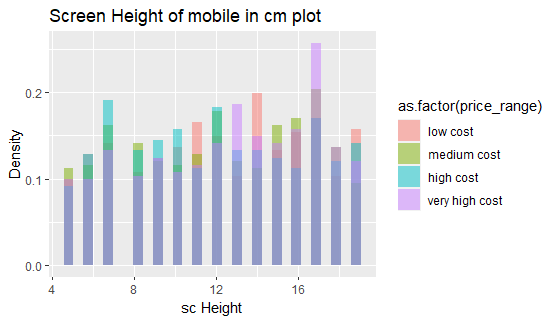 Screen Height of mobile in cm plot
0.2
0.1
0.0
Density
4
8
12
16
sc Height
as.factor(price_range)
low cost
medium cost
high cost
very high cost